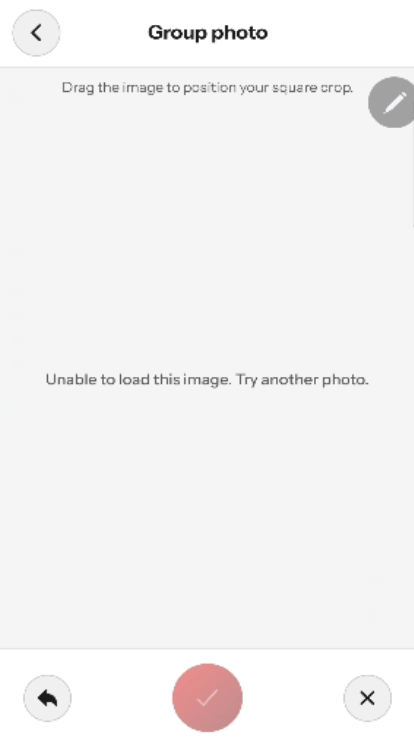 Group photo
Drag the image to position your square crop.
Unable to load this image. Try another photo.